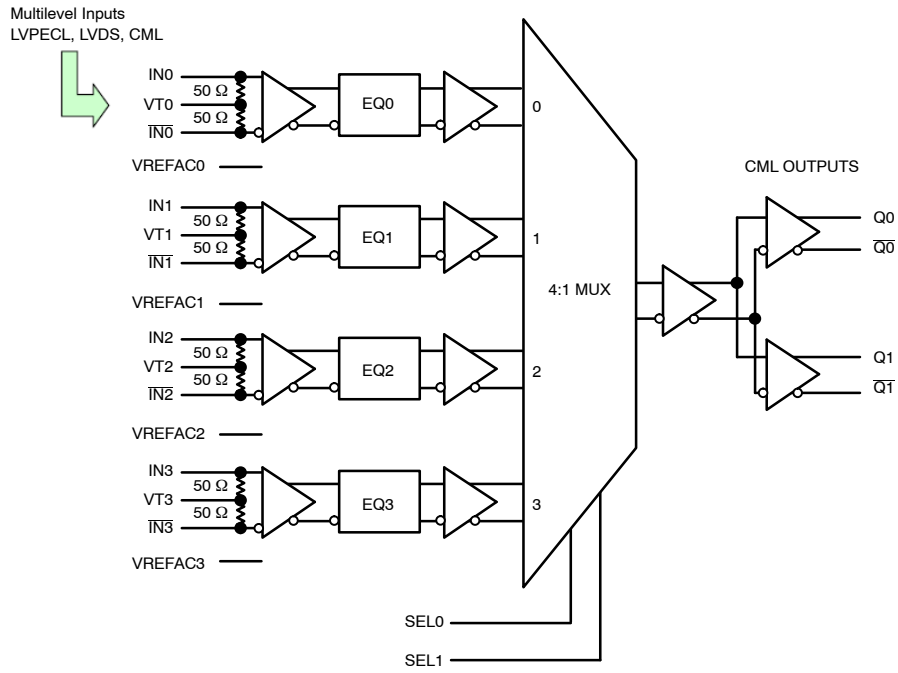 Multilevel Inputs
LVPECL, LVDS, CML
IN0
50 Ω
VT0
50 Ω
IN0
EQ0
0
VREFAC0
IN1
50 Ω
VT1
50 Ω
IN1
EQ1
1
VREFAC1
IN2
50 Ω
VT2
50 Ω
IN2
EQ2
2
VREFAC2
IN3
50 Ω
VT3
50 Ω
IN3
EQ3
3
VREFAC3
4:1 MUX
SEL0
SEL1
CML OUTPUTS
Q0
Q0
Q1
Q1